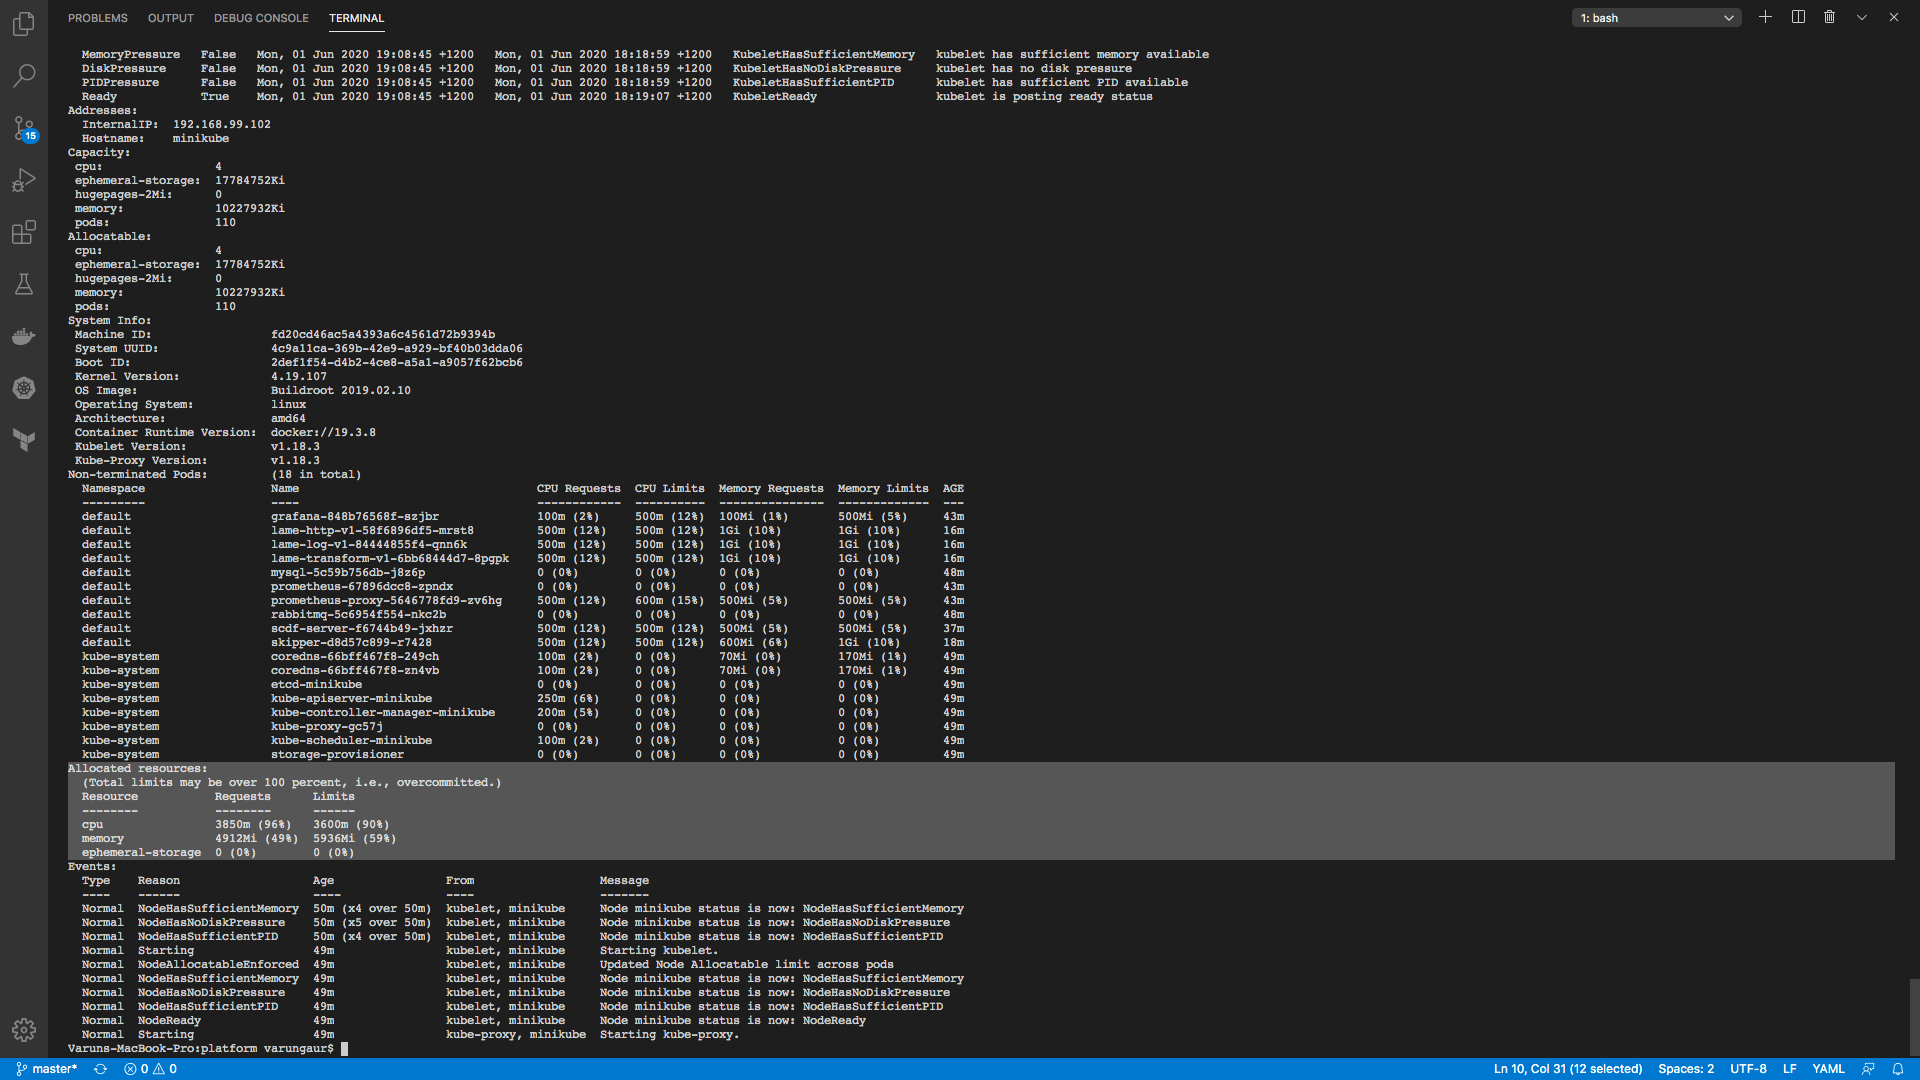 PROBLEMS OUTPUT DEBUG CONSOLE TERMINAL 1: bash
MemoryPressure False Mon, 01 Jun 2020 19:08:45 +1200 Mon, 01 Jun 2020 18:18:59 +1200 KubeletHasSufficientMemory kubelet has sufficient memory available
DiskPressure False Mon, 01 Jun 2020 19:08:45 +1200 Mon, 01 Jun 2020 18:18:59 +1200 KubeletHasNoDiskPressure kubelet has no disk pressure
PIDPressure False Mon, 01 Jun 2020 19:08:45 +1200 Mon, 01 Jun 2020 18:18:59 +1200 KubeletHasSufficientPID kubelet has sufficient PID available
Ready True Mon, 01 Jun 2020 19:08:45 +1200 Mon, 01 Jun 2020 18:19:07 +1200 KubeletReady kubelet is posting ready status
Addresses:
InternalIP: 192.168.99.102
Hostname: minikube
Capacity:
cpu: 4
ephemeral-storage: 17784752Ki
hugepages-2Mi: 0
memory: 10227932Ki
pods: 110
Allocatable:
cpu: 4
ephemeral-storage: 17784752Ki
hugepages-2Mi: 0
memory: 10227932Ki
pods: 110
System Info:
Machine ID: fd20cd46ac5a4393a6c4561d72b9394b
System UUID: 4c9a11ca-369b-42e9-a929-bf40b03dda06
Boot ID: 2def1f54-d4b2-4ce8-a5a1-a9057f62bcb6
Kernel Version: 4.19.107
OS Image: Buildroot 2019.02.10
Operating System: linux
Architecture: amd64
Container Runtime Version: docker://19.3.8
Kubelet Version: v1.18.3
Kube-Proxy Version: v1.18.3
Non-terminated Pods: (18 in total)
Namespace Name CPU Requests CPU Limits Memory Requests Memory Limits AGE
--------- ---- ------------ ---------- --------------- ------------- ---
default grafana-848b76568f-szjbr 100m (2%) 500m (12%) 100Mi (1%) 500Mi (5%) 43m
default lame-http-v1-58f6896df5-mrst8 500m (12%) 500m (12%) 1Gi (10%) 1Gi (10%) 16m
default lame-log-v1-84444855f4-qnn6k 500m (12%) 500m (12%) 1Gi (10%) 1Gi (10%) 16m
default lame-transform-v1-6bb68444d7-8pgpk 500m (12%) 500m (12%) 1Gi (10%) 1Gi (10%) 16m
default mysql-5c59b756db-j8z6p 0 (0%) 0 (0%) 0 (0%) 0 (0%) 48m
default prometheus-67896dcc8-zpndx 0 (0%) 0 (0%) 0 (0%) 0 (0%) 43m
default prometheus-proxy-5646778fd9-zv6hg 500m (12%) 600m (15%) 500Mi (5%) 500Mi (5%) 43m
default rabbitmq-5c6954f554-nkc2b 0 (0%) 0 (0%) 0 (0%) 0 (0%) 48m
default scdf-server-f6744b49-jxhzr 500m (12%) 500m (12%) 500Mi (5%) 500Mi (5%) 37m
default skipper-d8d57c899-r7428 500m (12%) 500m (12%) 600Mi (6%) 1Gi (10%) 18m
kube-system coredns-66bff467f8-249ch 100m (2%) 0 (0%) 70Mi (0%) 170Mi (1%) 49m
kube-system coredns-66bff467f8-zn4vb 100m (2%) 0 (0%) 70Mi (0%) 170Mi (1%) 49m
kube-system etcd-minikube 0 (0%) 0 (0%) 0 (0%) 0 (0%) 49m
kube-system kube-apiserver-minikube 250m (6%) 0 (0%) 0 (0%) 0 (0%) 49m
kube-system kube-controller-manager-minikube 200m (5%) 0 (0%) 0 (0%) 0 (0%) 49m
kube-system kube-proxy-gc57j 0 (0%) 0 (0%) 0 (0%) 0 (0%) 49m
kube-system kube-scheduler-minikube 100m (2%) 0 (0%) 0 (0%) 0 (0%) 49m
kube-system storage-provisioner 0 (0%) 0 (0%) 0 (0%) 0 (0%) 49m
Allocated resources:
(Total limits may be over 100 percent, i.e., overcommitted.)
Resource Requests Limits
-------- -------- ------
cpu 3850m (96%) 3600m (90%)
memory 4912Mi (49%) 5936Mi (59%)
ephemeral-storage 0 (0%) 0 (0%)
Events:
Type Reason Age From Message
---- ------ ---- ---- -------
Normal NodeHasSufficientMemory 50m (x4 over 50m) kubelet, minikube Node minikube status is now: NodeHasSufficientMemory
Normal NodeHasNoDiskPressure 50m (x5 over 50m) kubelet, minikube Node minikube status is now: NodeHasNoDiskPressure
Normal NodeHasSufficientPID 50m (x4 over 50m) kubelet, minikube Node minikube status is now: NodeHasSufficientPID
Normal Starting 49m kubelet, minikube Starting kubelet.
Normal NodeAllocatableEnforced 49m kubelet, minikube Updated Node Allocatable limit across pods
Normal NodeHasSufficientMemory 49m kubelet, minikube Node minikube status is now: NodeHasSufficientMemory
Normal NodeHasNoDiskPressure 49m kubelet, minikube Node minikube status is now: NodeHasNoDiskPressure
Normal NodeHasSufficientPID 49m kubelet, minikube Node minikube status is now: NodeHasSufficientPID
Normal NodeReady 49m kubelet, minikube Node minikube status is now: NodeReady
Normal Starting 49m kube-proxy, minikube Starting kube-proxy.
Varuns-MacBook-Pro:platform varungaur$
15
master* 0 0 Ln 10, Col 31 (12 selected) Spaces: 2 UTF-8 LF YAML